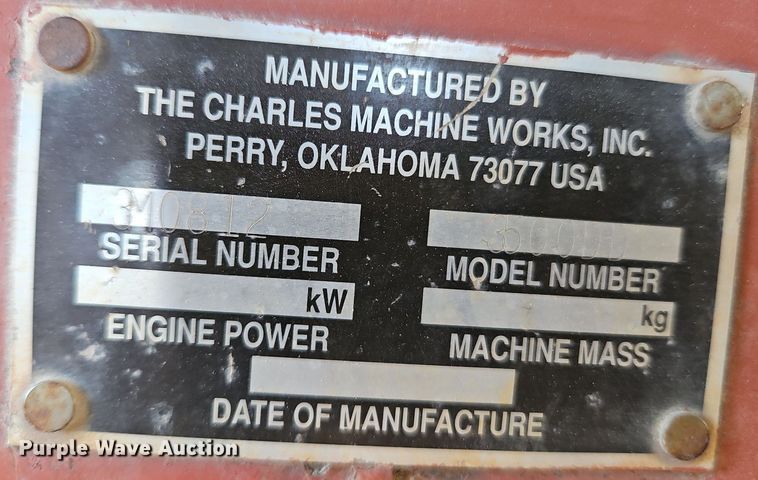 MANUFACTURED BY
THE CHARLES MACHINE WORKS, INC.
PERRY, OKLAHOMA 73077 USA
3M0812
SERIAL NUMBER
MODEL NUMBER
kW
ENGINE POWER
kg
MACHINE MASS
DATE OF MANUFACTURE
Purple Wave Auction